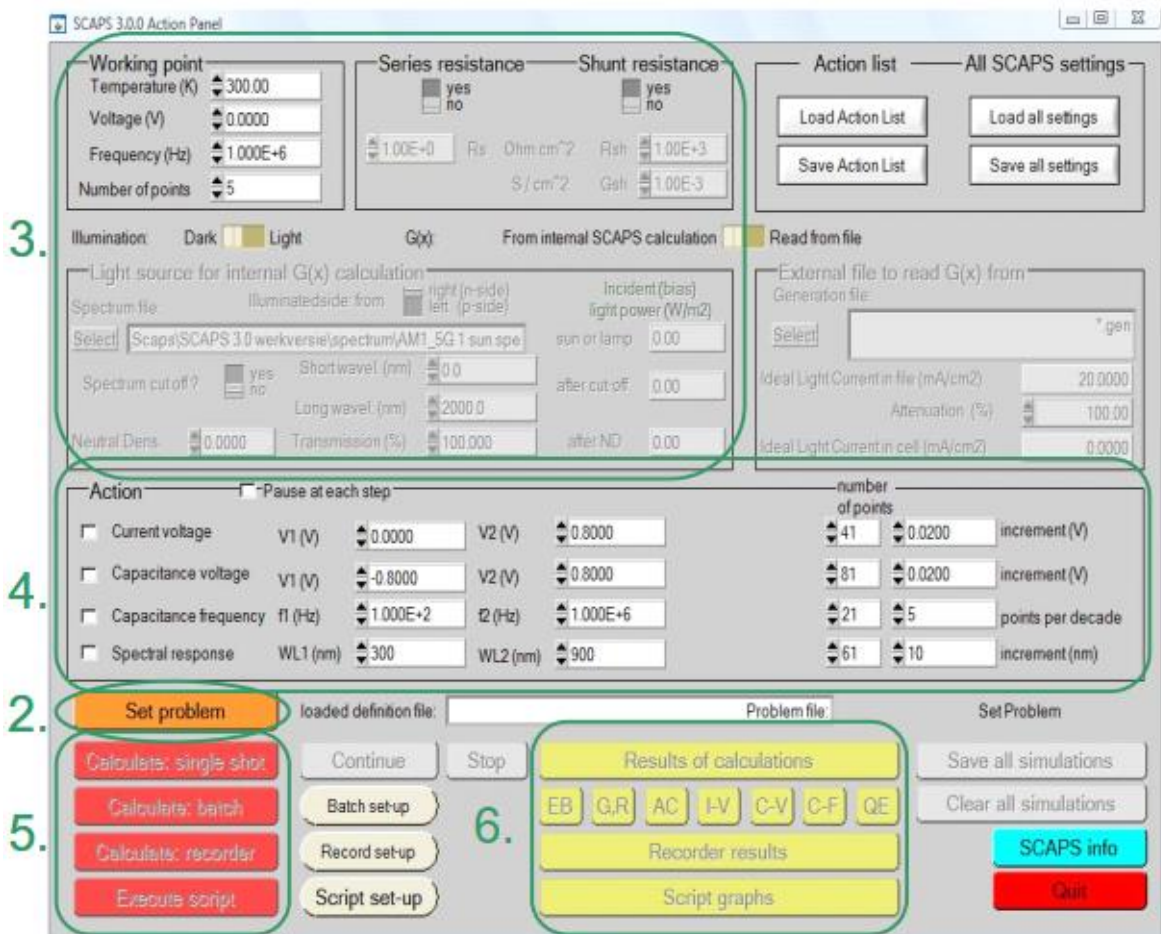 SCAPS 3.0.0 Action Panel
Working point
Temperature (K) 300.00
Voltage (V) 0.0000
Frequency (Hz) 1.000E+6
Number of points 5
Series resistance
yes
no
Shunt resistance
yes
no
1.00E+0 Rs Ohm.cm^2 Rsh 1.00E+3
S / cm^2 Gsh 1.00E-3
Action list
Load Action List
Save Action List
All SCAPS settings
Load all settings
Save all settings
3.
Illumination: Dark Light G(x): From internal SCAPS calculation Read from file
Light source for internal G(x) calculation
Spectrum file: Illuminated side: from right (n-side)
left (p-side)
Incident (bias)
light power (W/m2)
Select Scaps\SCAPS 3.0 werkversie\spectrum\AM1_5G 1 sun.spe sun or lamp 0.00
Spectrum cut off ? yes
no
Short wavel. (nm) 0.0
Long wavel. (nm) 2000.0
after cut-off 0.00
Neutral Dens. 0.0000 Transmission (%) 100.000 after ND 0.00
External file to read G(x) from
Generation file:
Select *.gen
Ideal Light Current in file (mA/cm2) 20.0000
Attenuation (%) 100.00
Ideal Light Current in cell (mA/cm2) 0.0000
4.
Action Pause at each step number
of points
Current voltage V1 (V) 0.0000 V2 (V) 0.8000 41 0.0200 increment (V)
Capacitance voltage V1 (V) -0.8000 V2 (V) 0.8000 81 0.0200 increment (V)
Capacitance frequency f1 (Hz) 1.000E+2 f2 (Hz) 1.000E+6 21 5 points per decade
Spectral response WL1 (nm) 300 WL2 (nm) 900 61 10 increment (nm)
2. Set problem loaded definition file: Problem file: Set Problem
5.
Calculate: single shot
Calculate: batch
Calculate: recorder
Execute script
Continue Stop
Batch set-up
Record set-up
Script set-up
6.
Results of calculations
EB G,R AC I-V C-V C-F QE
Recorder results
Script graphs
Save all simulations
Clear all simulations
SCAPS info
Quit